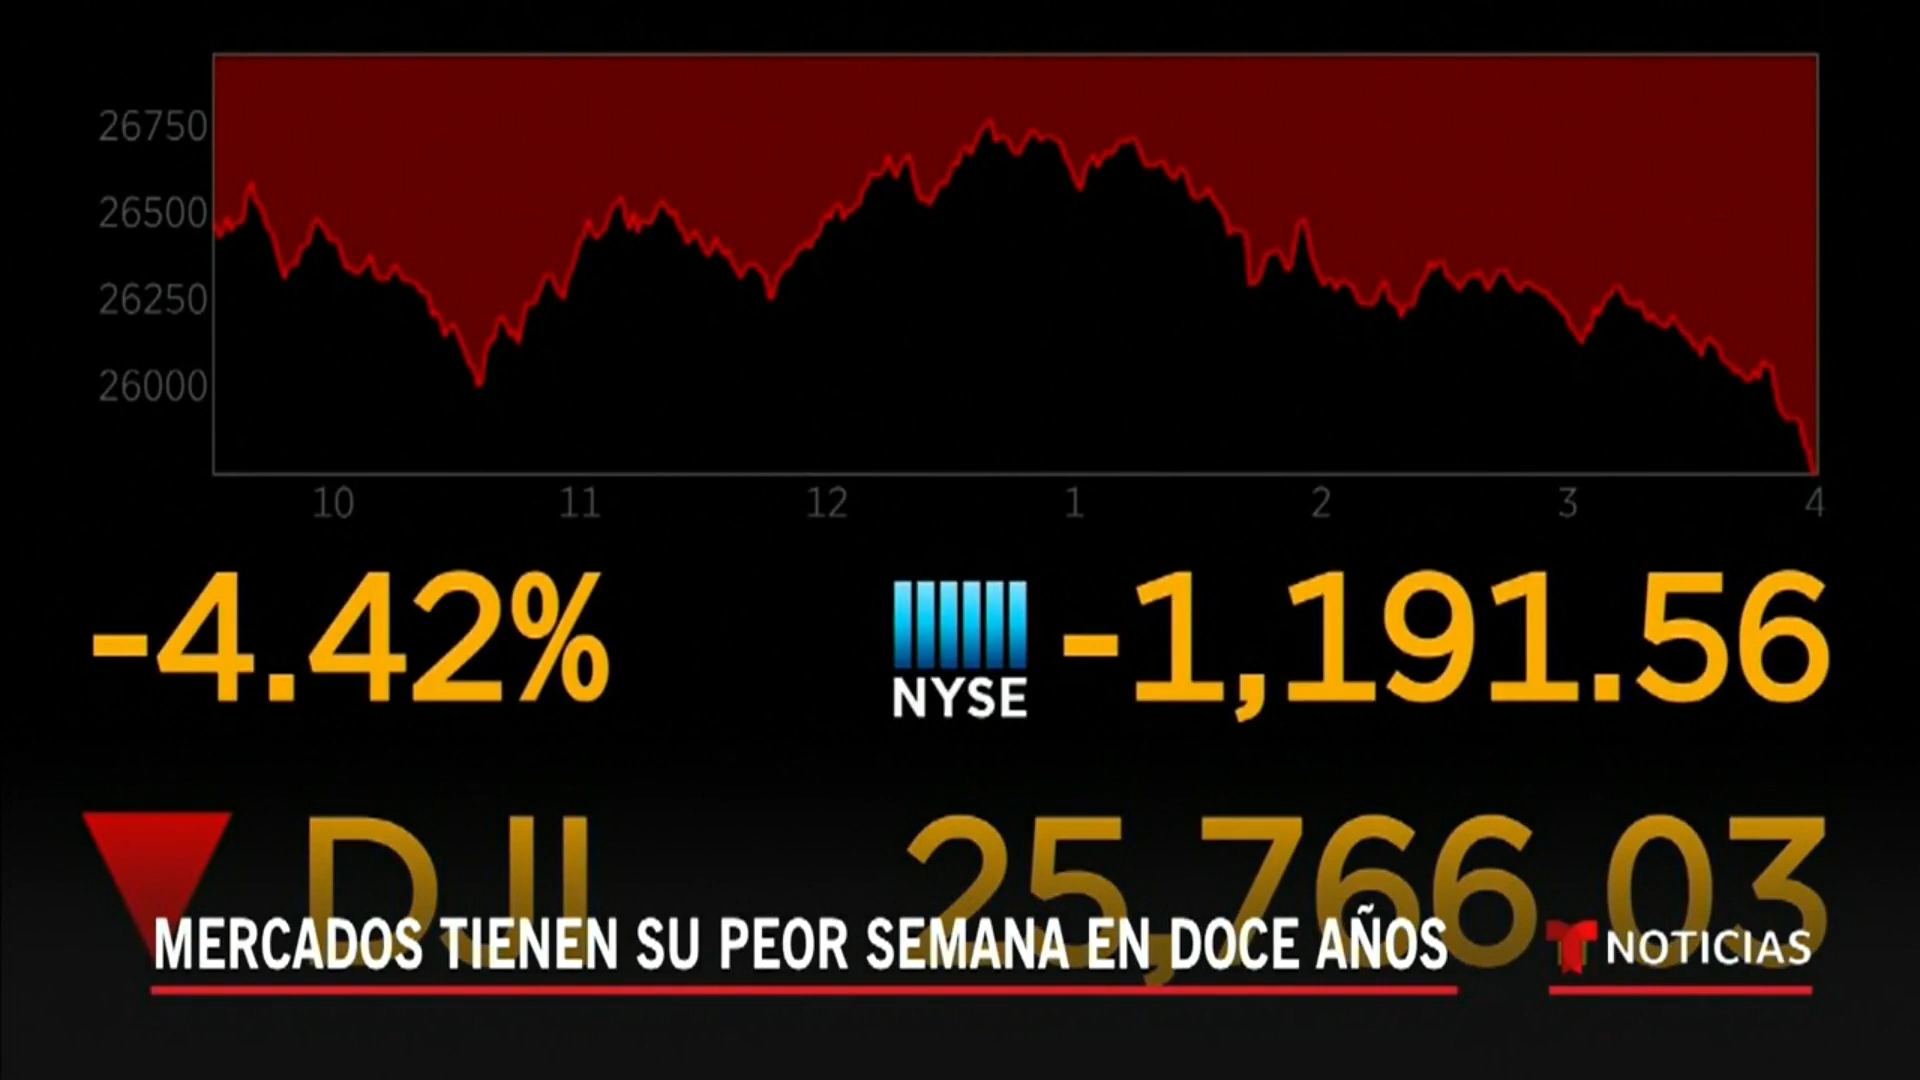 26750
26500
26250
26000
10 11 12 1 2 3 4
-4.42% NYSE -1,191.56
DJI 25,766.03
MERCADOS TIENEN SU PEOR SEMANA EN DOCE AÑOS NOTICIAS